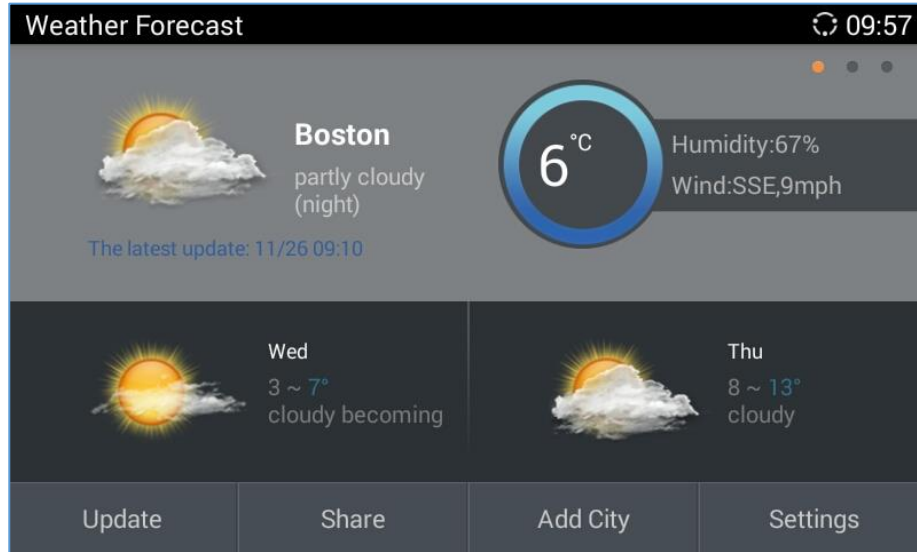 Weather Forecast 09:57
Boston
partly cloudy
(night)
6°C
Humidity:67%
Wind:SSE,9mph
The latest update: 11/26 09:10
Wed
3 ~ 7°
cloudy becoming
Thu
8 ~ 13°
cloudy
Update Share Add City Settings